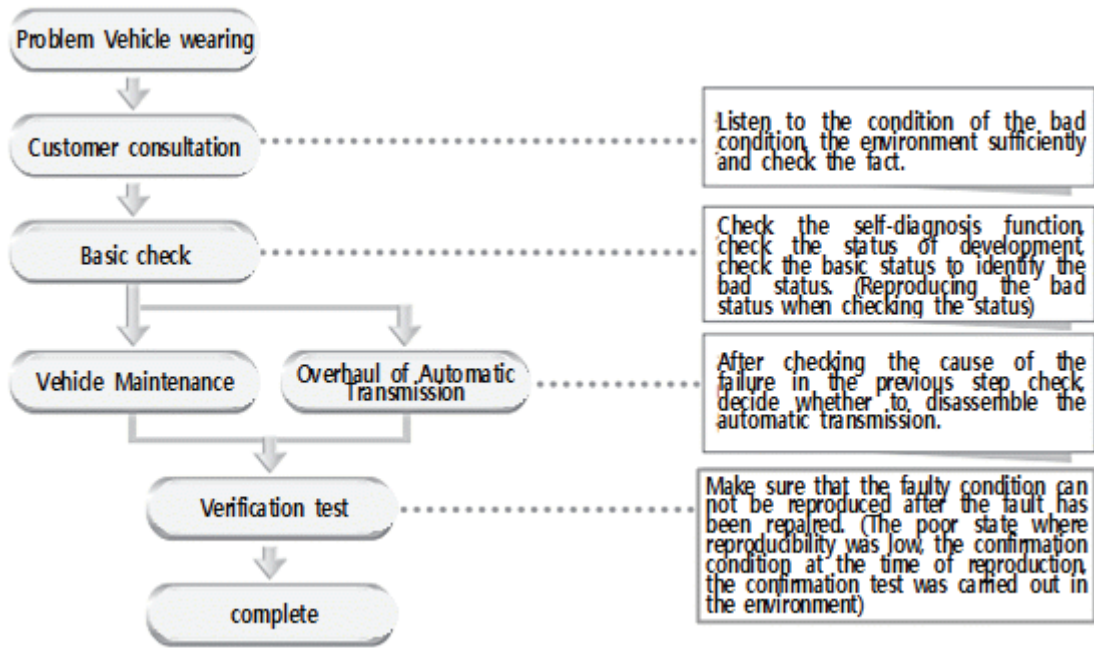 Problem Vehicle wearing
Customer consultation
Listen to the condition of the bad
condition, the environment sufficiently
and check the fact.
Basic check
Check the self-diagnosis function,
check the status of development,
check the basic status to identify the
bad status. (Reproducing the bad
status when checking the status)
Vehicle Maintenance
Overhaul of Automatic
Transmission
After checking the cause of the
failure in the previous step check,
decide whether to disassemble the
automatic transmission.
Verification test
Make sure that the faulty condition can
not be reproduced after the fault has
been repaired. (The poor state where
reproducibility was low, the confirmation
condition at the time of reproduction,
the confirmation test was carried out in
the environment)
complete